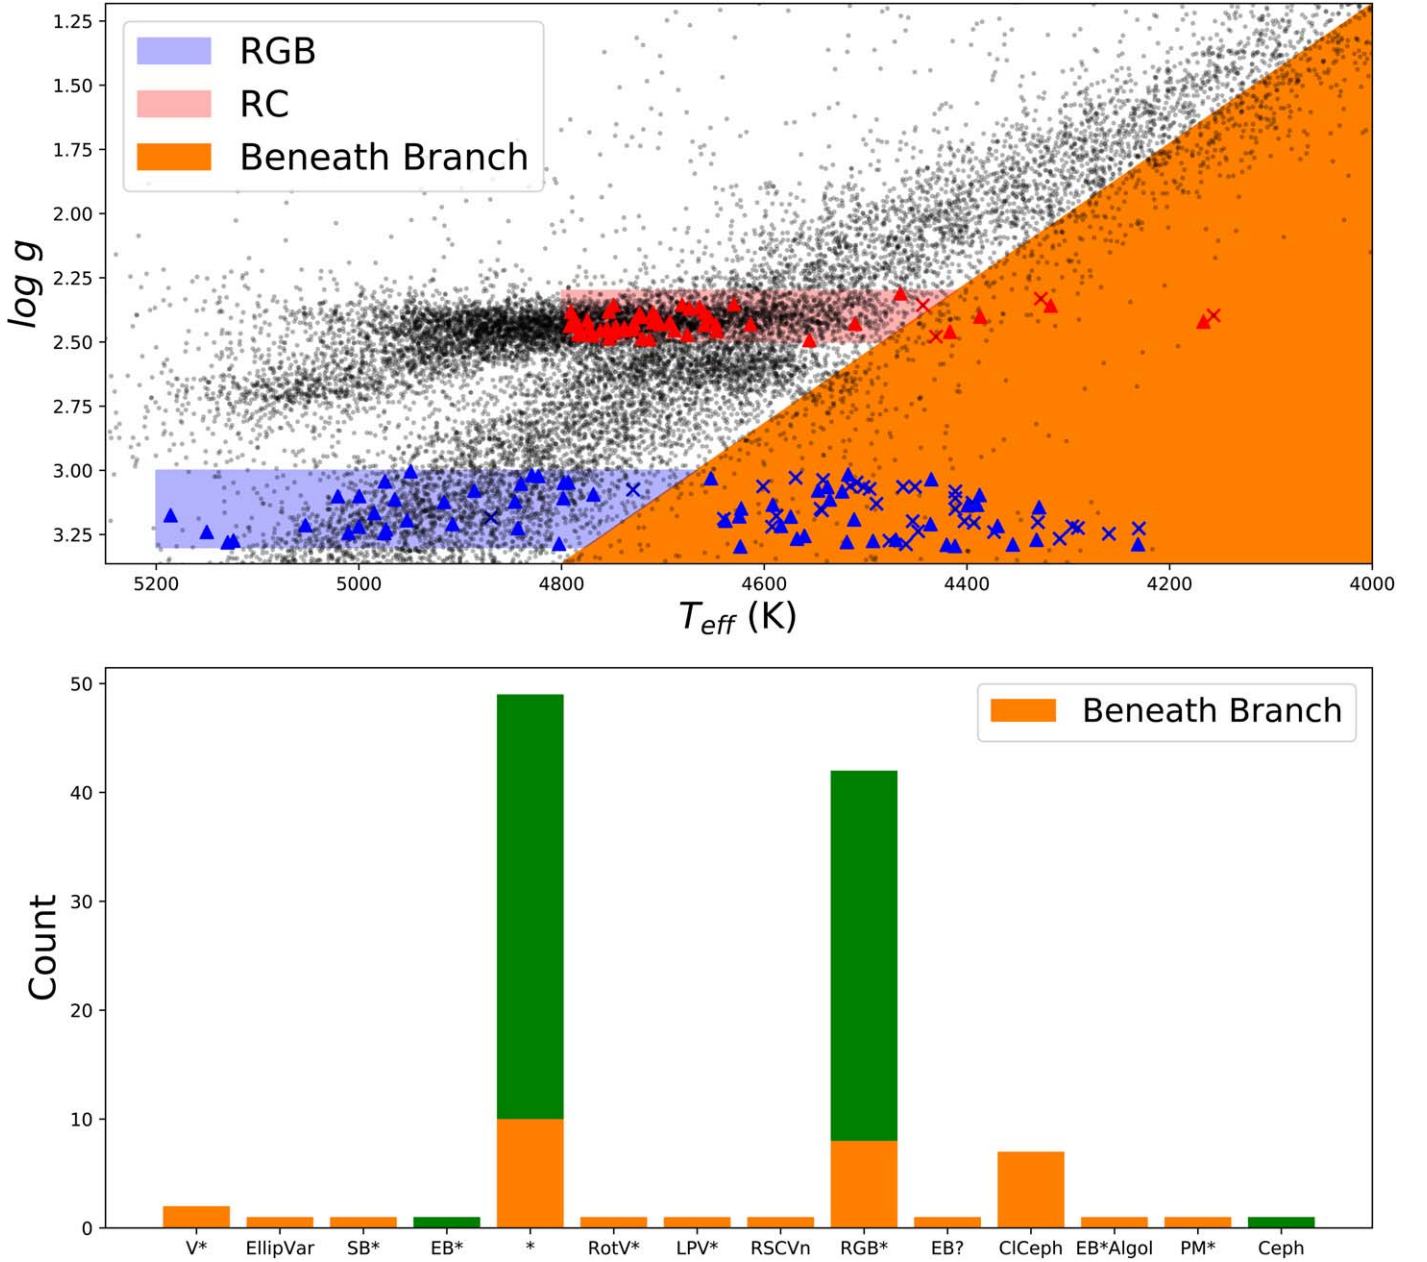 RGB
RC
Beneath Branch
1.25
1.50
1.75
2.00
2.25
2.50
2.75
3.00
3.25
log g
5200 5000 4800 4600 4400 4200 4000
T_eff (K)
Beneath Branch
50
40
30
20
10
0
Count
V* EllipVar SB* EB* * RotV* LPV* RSCVn RGB* EB? ClCeph EB*Algol PM* Ceph